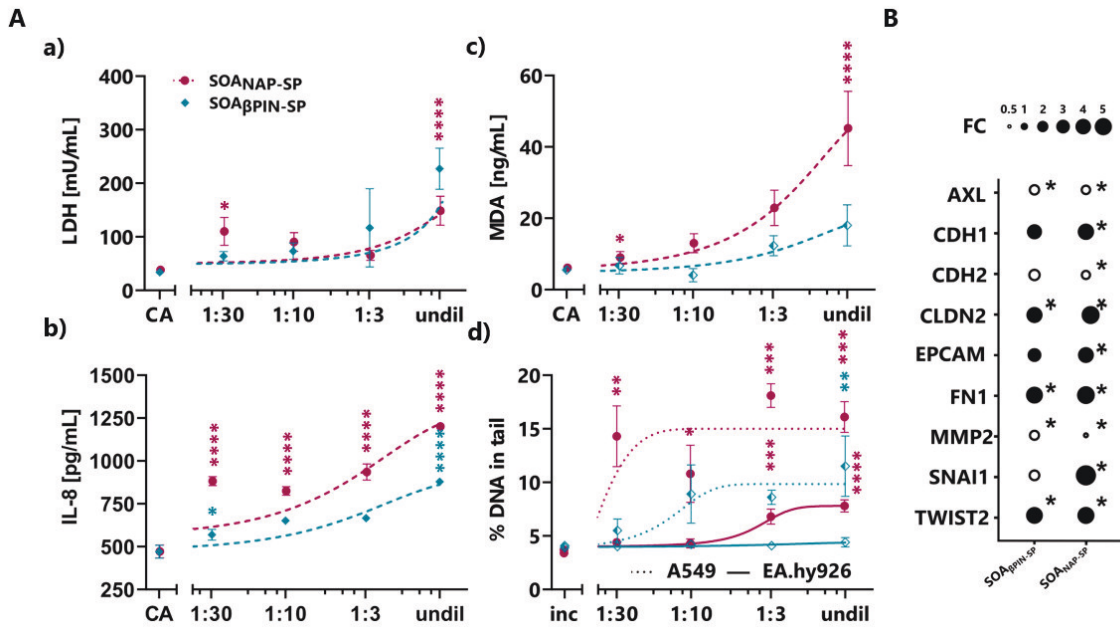 A
B
a)
LDH [mU/mL]
400
300
200
100
0
SOANAP-SP
SOAβPIN-SP
*
****
CA
1:30
1:10
1:3
undil
c)
MDA [ng/mL]
60
40
20
0
*
****
CA
1:30
1:10
1:3
undil
b)
IL-8 [pg/mL]
1500
1250
1000
750
500
250
****
*
****
****
****
****
CA
1:30
1:10
1:3
undil
d)
% DNA in tail
20
15
10
5
0
**
*
***
***
***
**
****
A549
EA.hy926
inc
1:30
1:10
1:3
undil
0.5 1 2 3 4 5
FC
AXL * *
CDH1 *
CDH2 *
CLDN2 * *
EPCAM *
FN1 * *
MMP2 *
SNAI1 *
TWIST2 * *
SOAβPIN-SP
SOANAP-SP